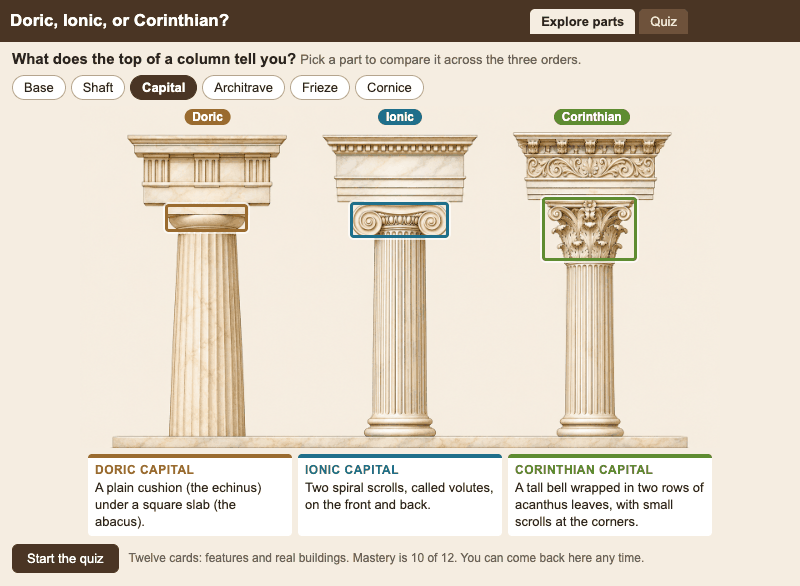 Doric, Ionic, or Corinthian?
Explore parts
Quiz
What does the top of a column tell you? Pick a part to compare it across the three orders.
Base
Shaft
Capital
Architrave
Frieze
Cornice
Doric
Ionic
Corinthian
DORIC CAPITAL
A plain cushion (the echinus)
under a square slab (the
abacus).
IONIC CAPITAL
Two spiral scrolls, called volutes,
on the front and back.
CORINTHIAN CAPITAL
A tall bell wrapped in two rows of
acanthus leaves, with small
scrolls at the corners.
Start the quiz
Twelve cards: features and real buildings. Mastery is 10 of 12. You can come back here any time.